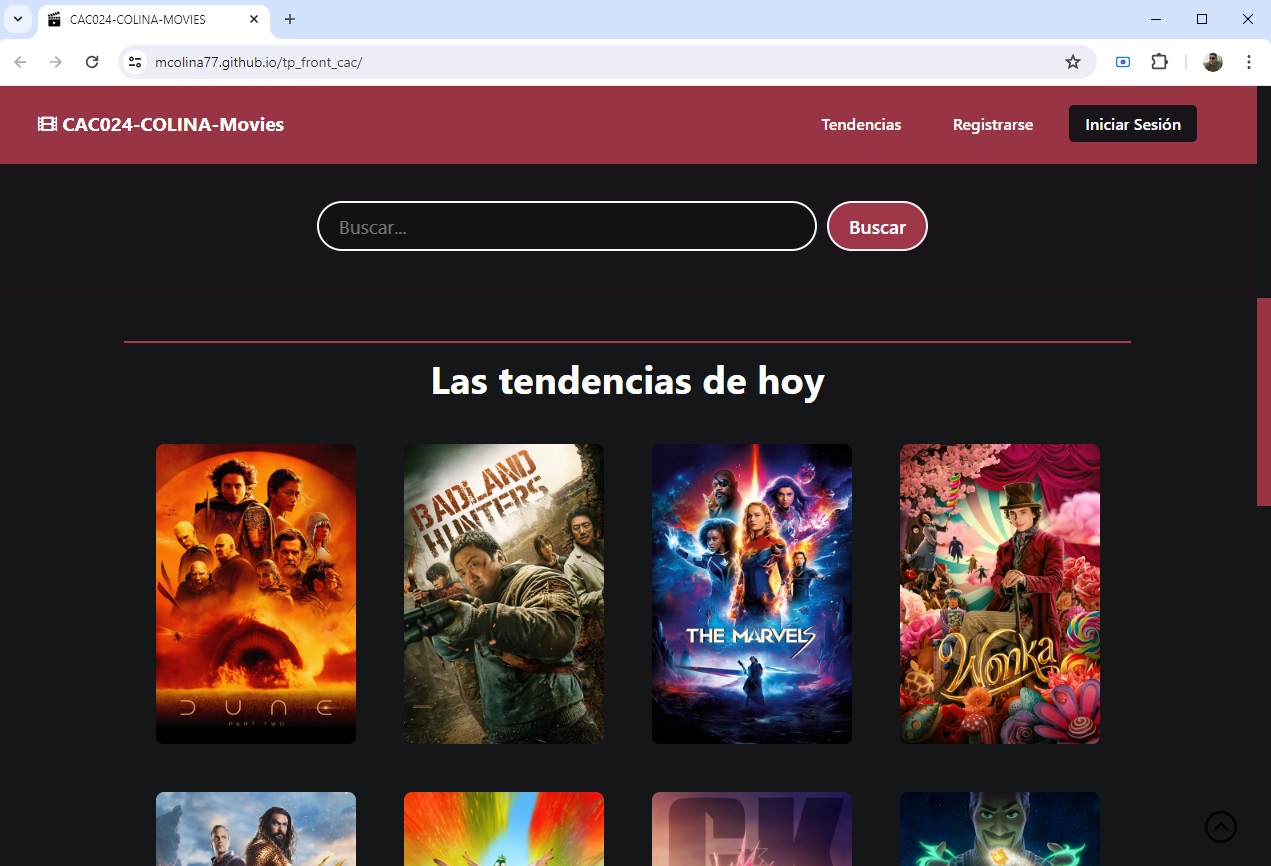 CAC024-COLINA-MOVIES
mcolina77.github.io/tp_front_cac/
CAC024-COLINA-Movies
Tendencias
Registrarse
Iniciar Sesión
Buscar...
Buscar
Las tendencias de hoy
DUNE
PART TWO
BADLAND
HUNTERS
THE MARVELS
Wonka